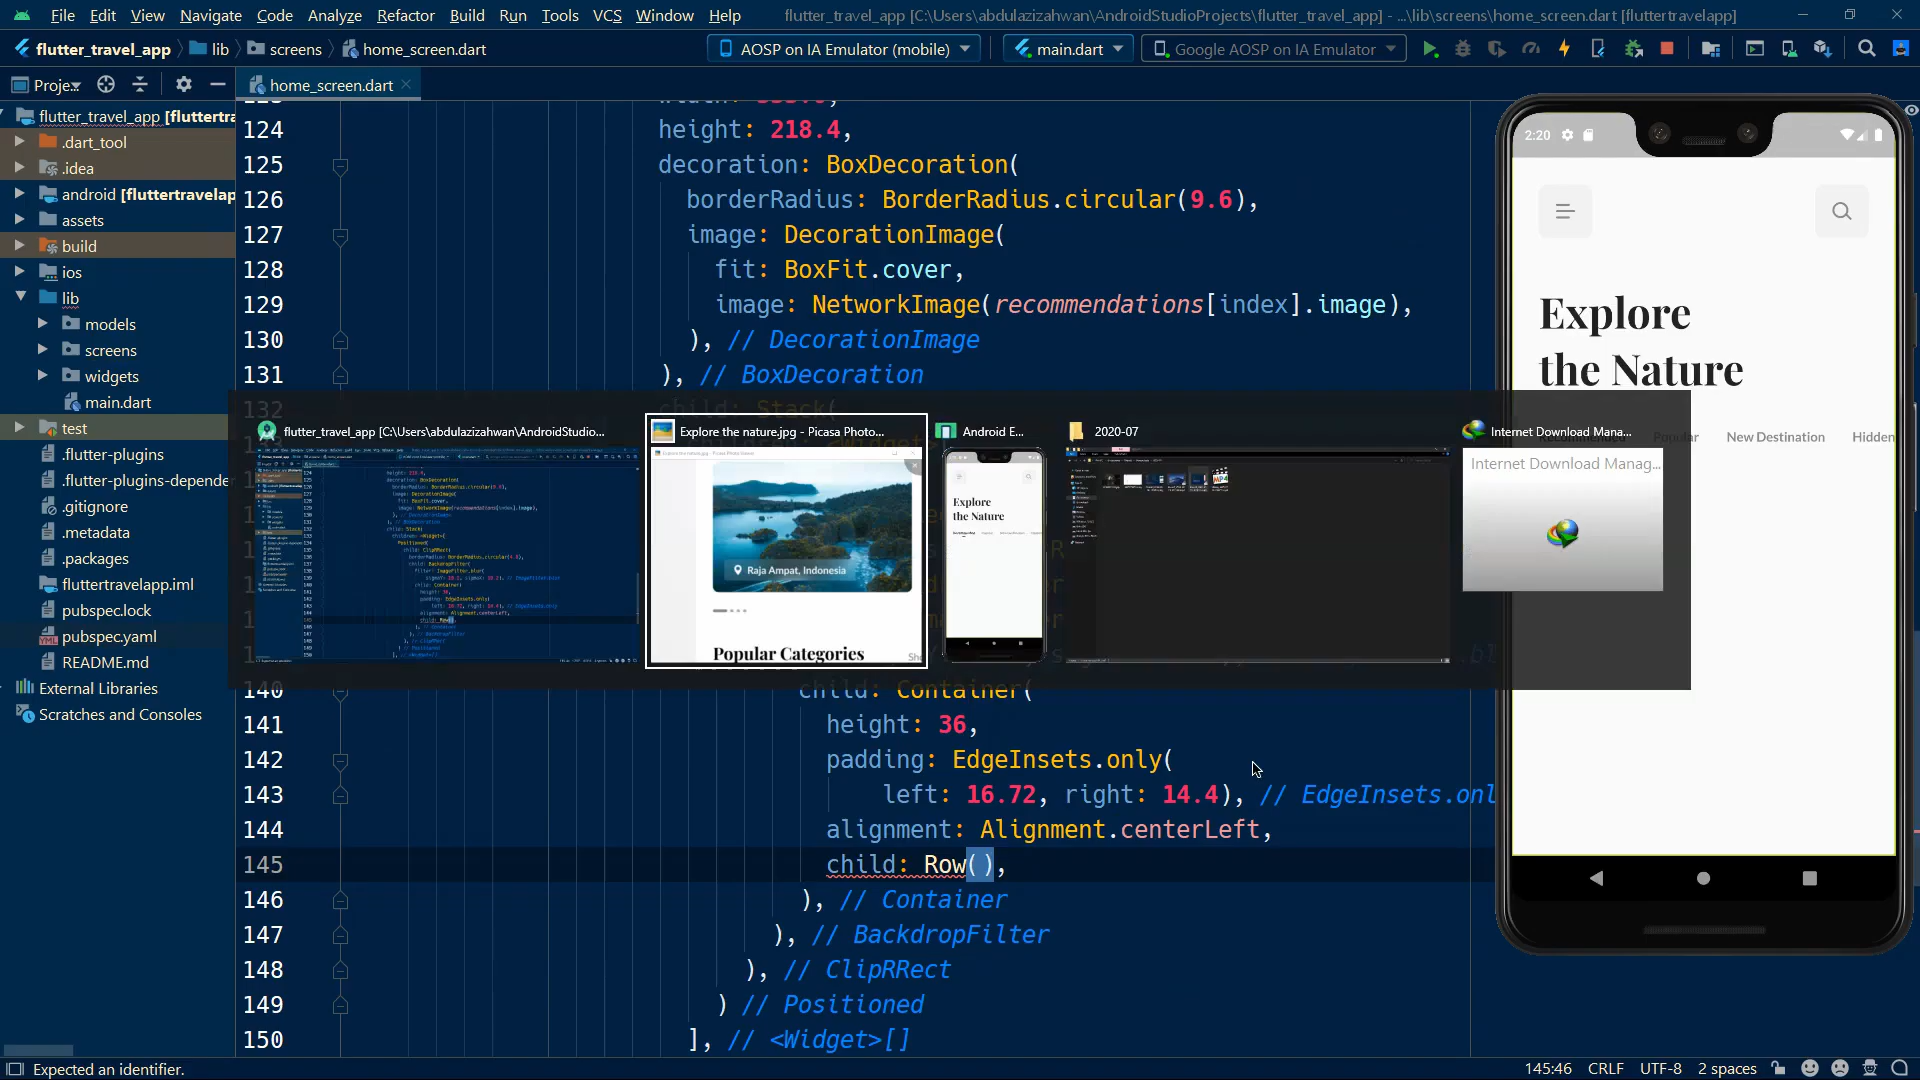 File Edit View Navigate Code Analyze Refactor Build Run Tools VCS Window Help
flutter_travel_app [C:\Users\abdulazizahwan\AndroidStudioProjects\flutter_travel_app] - ...\lib\screens\home_screen.dart [fluttertravelapp]
flutter_travel_app lib screens home_screen.dart
AOSP on IA Emulator (mobile) main.dart Google AOSP on IA Emulator
Proje home_screen.dart
flutter_travel_app [fluttertra
.dart_tool
.idea
android [fluttertravelap
assets
build
ios
lib
models
screens
widgets
main.dart
test
.flutter-plugins
.flutter-plugins-depende
.gitignore
.metadata
.packages
fluttertravelapp.iml
pubspec.lock
pubspec.yaml
README.md
External Libraries
Scratches and Consoles
124 height: 218.4,
125 decoration: BoxDecoration(
126 borderRadius: BorderRadius.circular(9.6),
127 image: DecorationImage(
128 fit: BoxFit.cover,
129 image: NetworkImage(recommendations[index].image),
130 ), // DecorationImage
131 ), // BoxDecoration
132 child: Stack(
flutter_travel_app [C:\Users\abdulazizahwan\AndroidStudio...
Explore the nature.jpg - Picasa Photo...
Raja Ampat, Indonesia
Popular Categories
Android E...
Explore
the Nature
2020-07
Internet Download Mana...
Internet Download Manag...
140 child: Container(
141 height: 36,
142 padding: EdgeInsets.only(
143 left: 16.72, right: 14.4), // EdgeInsets.onl
144 alignment: Alignment.centerLeft,
145 child: Row(),
146 ), // Container
147 ), // BackdropFilter
148 ), // ClipRRect
149 ) // Positioned
150 ], // <Widget>[]
2:20
Explore
the Nature
Popular New Destination Hidden
Expected an identifier.
145:46 CRLF UTF-8 2 spaces